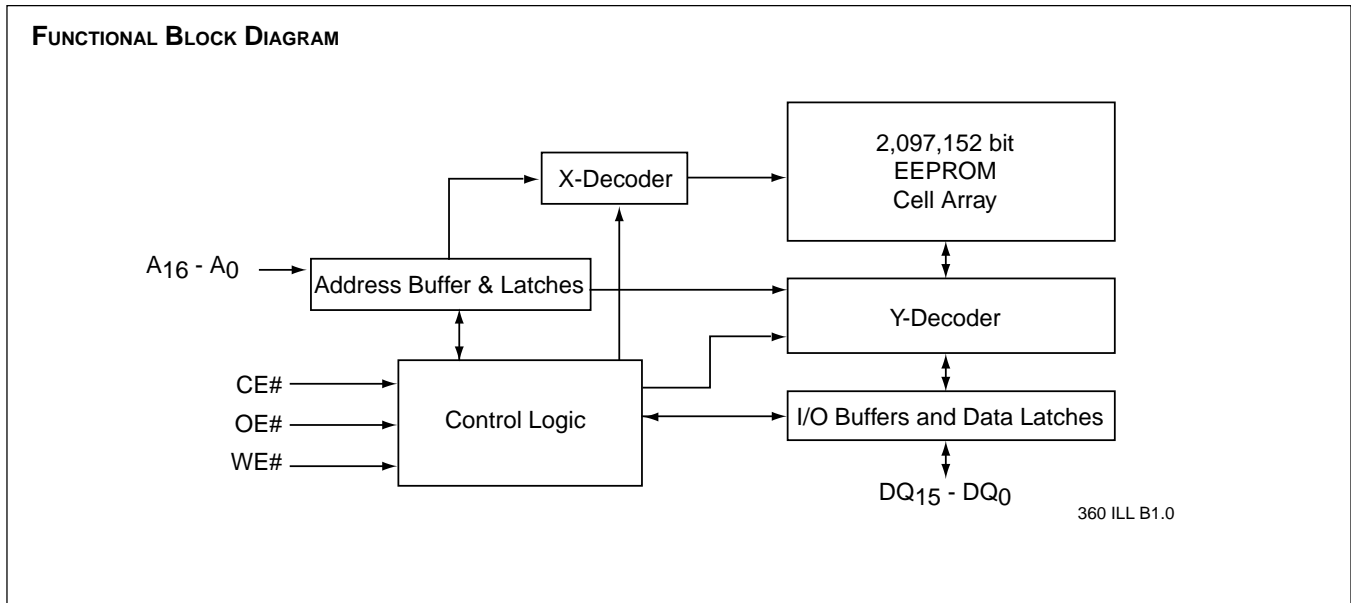 FUNCTIONAL BLOCK DIAGRAM
2,097,152 bit
EEPROM
Cell Array
X-Decoder
A16 - A0
Address Buffer & Latches
Y-Decoder
CE#
OE#
WE#
Control Logic
I/O Buffers and Data Latches
DQ15 - DQ0
360 ILL B1.0